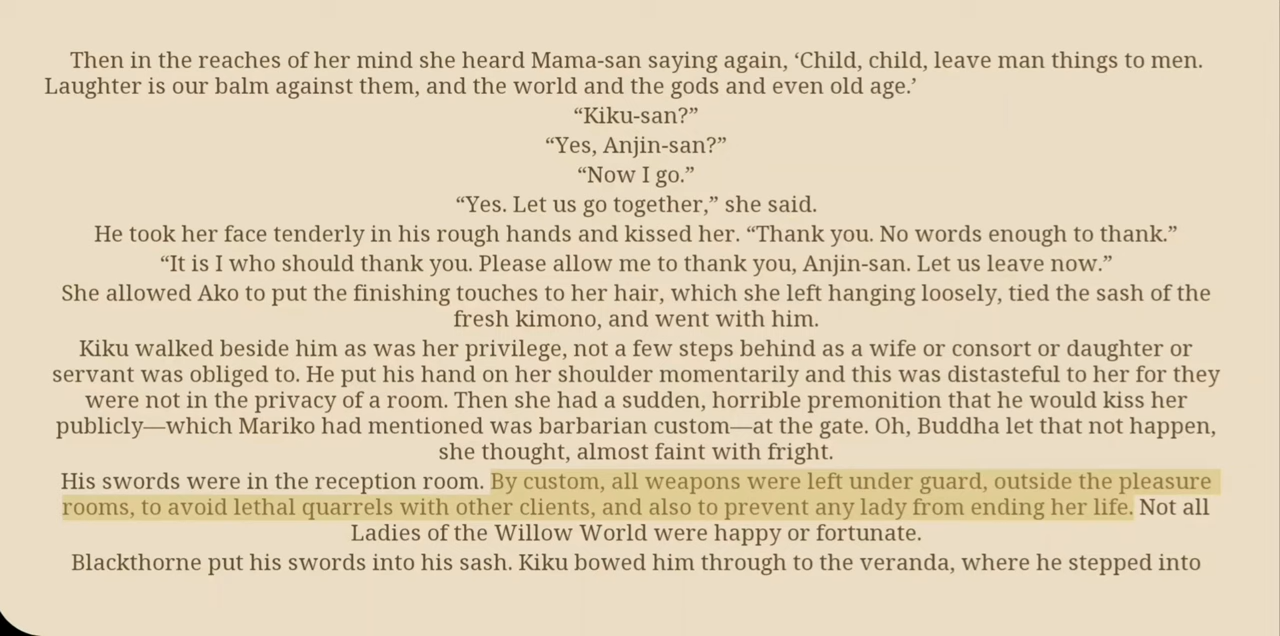 Then in the reaches of her mind she heard Mama-san saying again, ‘Child, child, leave man things to men.
Laughter is our balm against them, and the world and the gods and even old age.’
“Kiku-san?”
“Yes, Anjin-san?”
“Now I go.”
“Yes. Let us go together,” she said.
He took her face tenderly in his rough hands and kissed her. “Thank you. No words enough to thank.”
“It is I who should thank you. Please allow me to thank you, Anjin-san. Let us leave now.”
She allowed Ako to put the finishing touches to her hair, which she left hanging loosely, tied the sash of the
fresh kimono, and went with him.
Kiku walked beside him as was her privilege, not a few steps behind as a wife or consort or daughter or
servant was obliged to. He put his hand on her shoulder momentarily and this was distasteful to her for they
were not in the privacy of a room. Then she had a sudden, horrible premonition that he would kiss her
publicly—which Mariko had mentioned was barbarian custom—at the gate. Oh, Buddha let that not happen,
she thought, almost faint with fright.
His swords were in the reception room. By custom, all weapons were left under guard, outside the pleasure
rooms, to avoid lethal quarrels with other clients, and also to prevent any lady from ending her life. Not all
Ladies of the Willow World were happy or fortunate.
Blackthorne put his swords into his sash. Kiku bowed him through to the veranda, where he stepped into